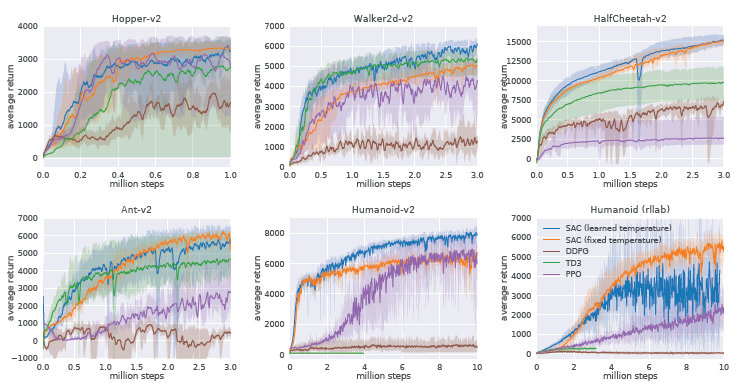 Hopper-v2
average return
4000
3000
2000
1000
0
0.0 0.2 0.4 0.6 0.8 1.0
million steps
Walker2d-v2
average return
7000
6000
5000
4000
3000
2000
1000
0
0.0 0.5 1.0 1.5 2.0 2.5 3.0
million steps
HalfCheetah-v2
average return
15000
12500
10000
7500
5000
2500
0
0.0 0.5 1.0 1.5 2.0 2.5 3.0
million steps
Ant-v2
average return
7000
6000
5000
4000
3000
2000
1000
0
−1000
0.0 0.5 1.0 1.5 2.0 2.5 3.0
million steps
Humanoid-v2
average return
8000
6000
4000
2000
0
0 2 4 6 8 10
million steps
Humanoid (rllab)
average return
7000
6000
5000
4000
3000
2000
1000
0
SAC (learned temperature)
SAC (fixed temperature)
DDPG
TD3
PPO
0 2 4 6 8 10
million steps